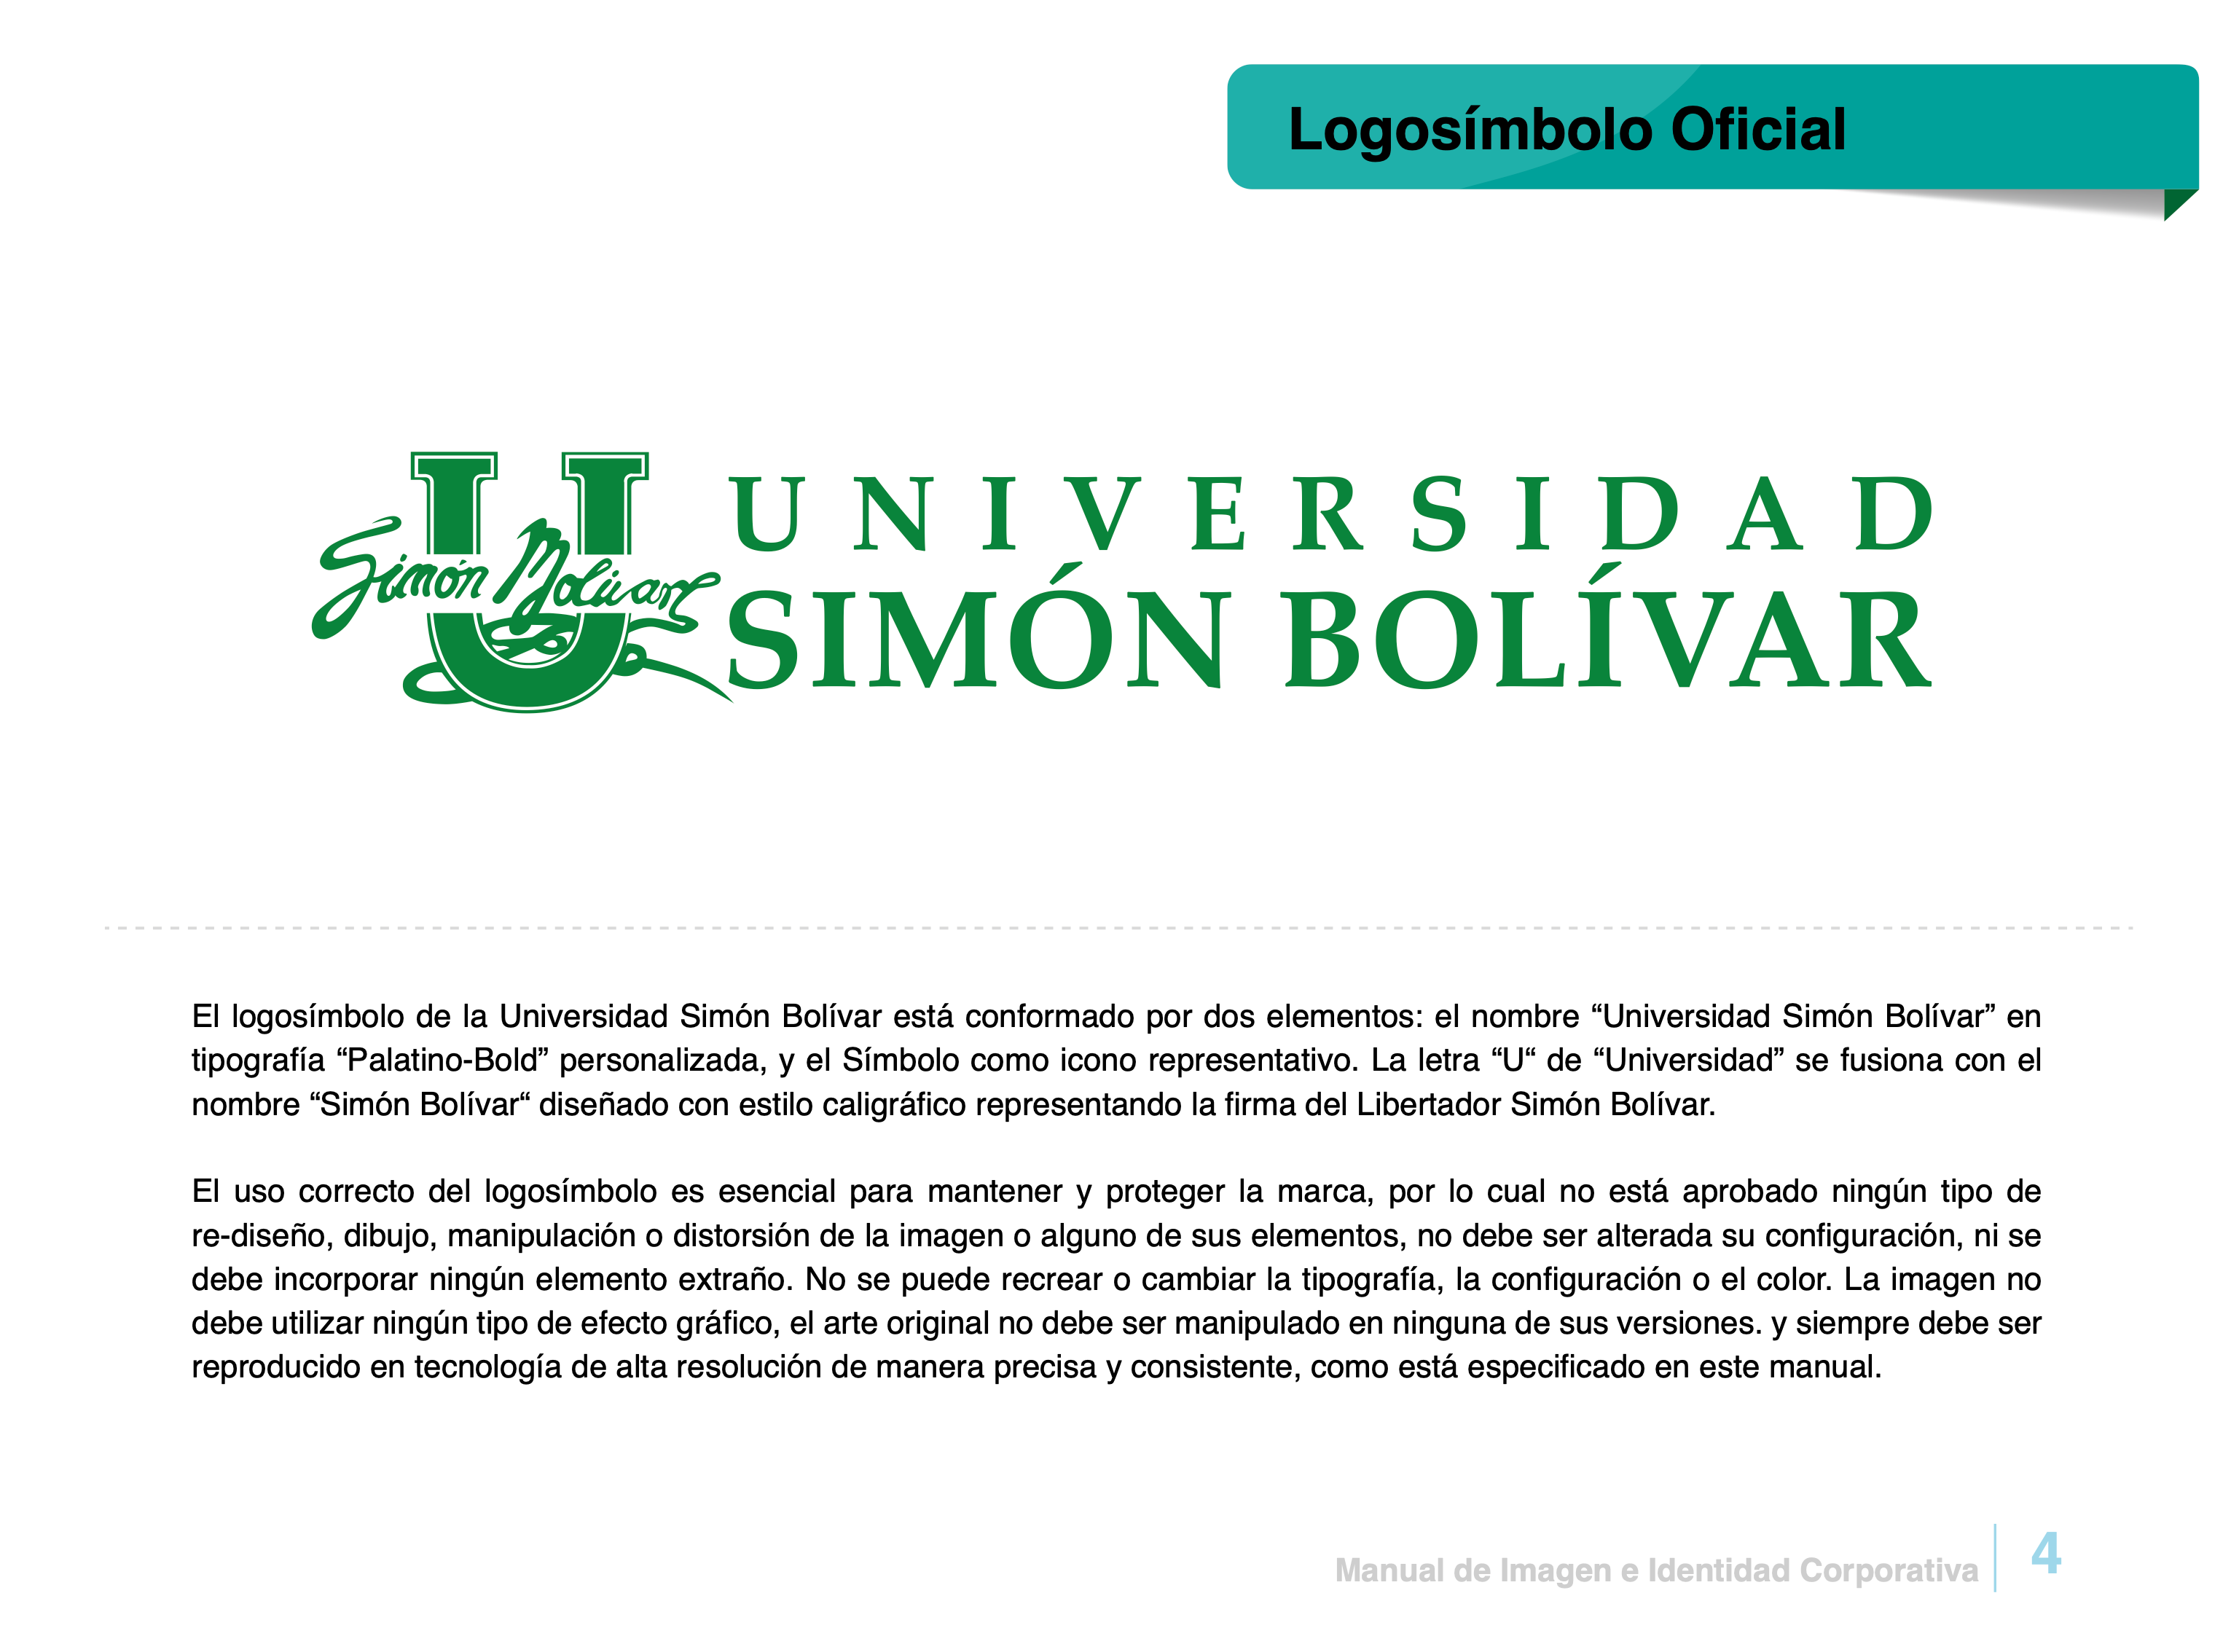 Logosímbolo Oficial
U
Simón Bolívar
UNIVERSIDAD
SIMÓN BOLÍVAR
El logosímbolo de la Universidad Simón Bolívar está conformado por dos elementos: el nombre “Universidad Simón Bolívar” en
tipografía “Palatino-Bold” personalizada, y el Símbolo como icono representativo. La letra “U“ de “Universidad” se fusiona con el
nombre “Simón Bolívar“ diseñado con estilo caligráfico representando la firma del Libertador Simón Bolívar.
El uso correcto del logosímbolo es esencial para mantener y proteger la marca, por lo cual no está aprobado ningún tipo de
re-diseño, dibujo, manipulación o distorsión de la imagen o alguno de sus elementos, no debe ser alterada su configuración, ni se
debe incorporar ningún elemento extraño. No se puede recrear o cambiar la tipografía, la configuración o el color. La imagen no
debe utilizar ningún tipo de efecto gráfico, el arte original no debe ser manipulado en ninguna de sus versiones. y siempre debe ser
reproducido en tecnología de alta resolución de manera precisa y consistente, como está especificado en este manual.
Manual de Imagen e Identidad Corporativa
4